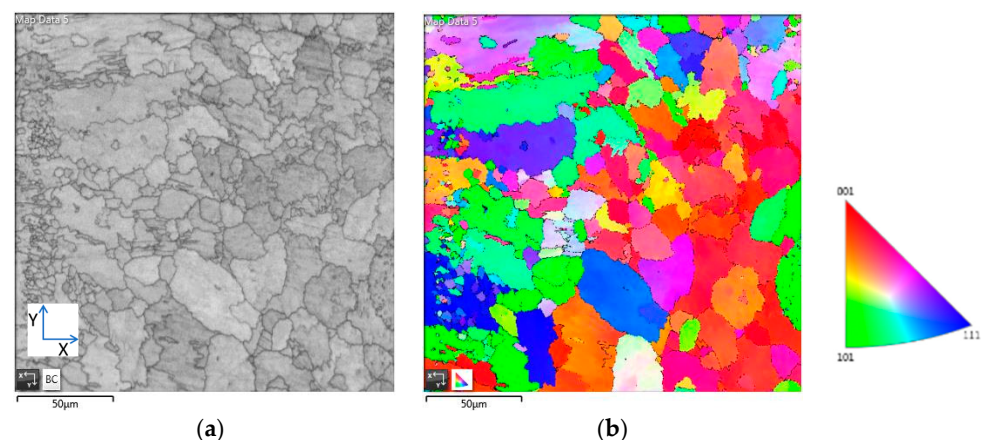 Map Data 5
Map Data 5
001
Y
X
X
Y
BC
X
Y
101
111
50μm
50μm
(a)
(b)